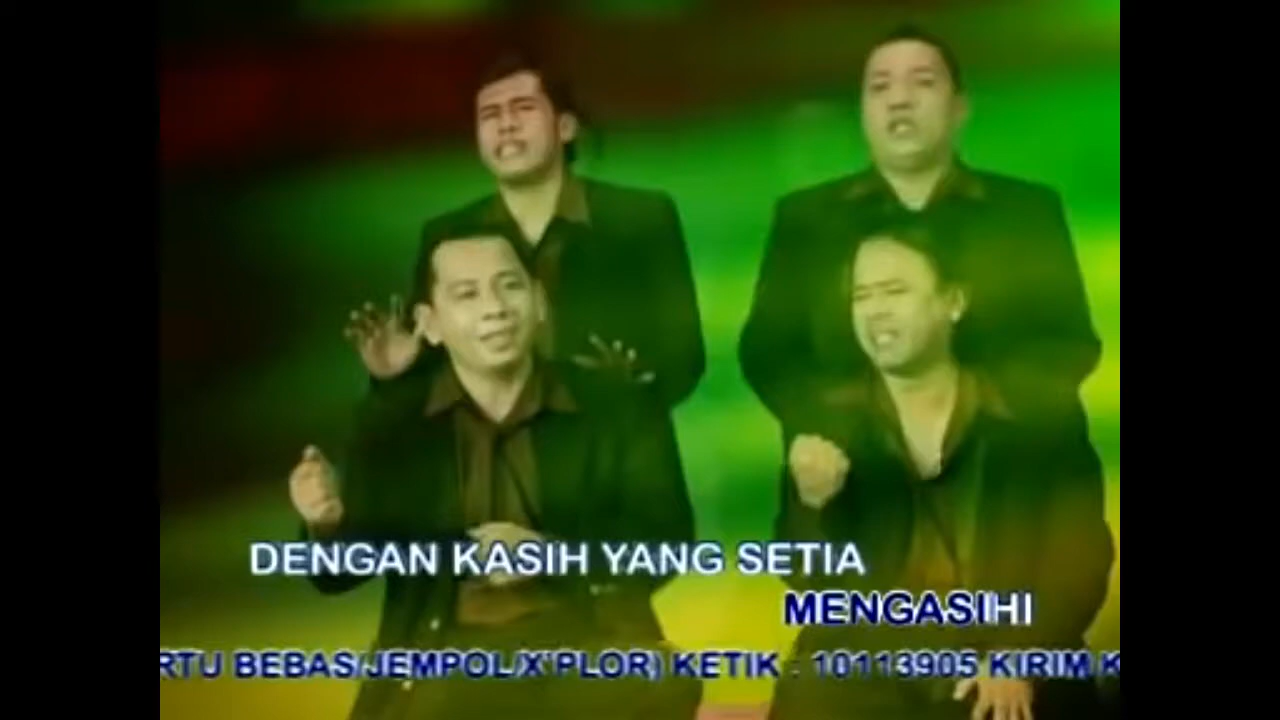 DENGAN KASIH YANG SETIA
MENGASIHI
RTU BEBAS/JEMPOL/X'PLOR) KETIK : 10113905 KIRIM K